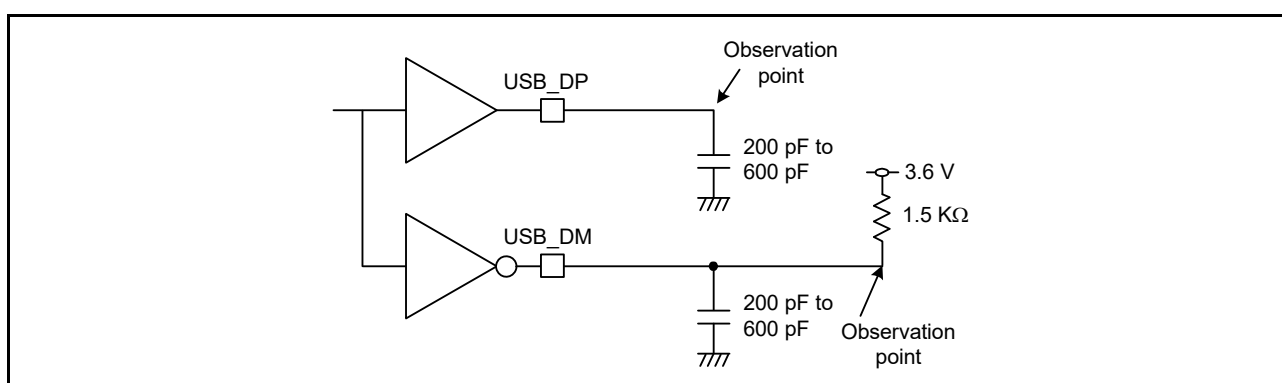 Observation
point
USB_DP
200 pF to
600 pF
3.6 V
1.5 KΩ
USB_DM
200 pF to
600 pF
Observation
point